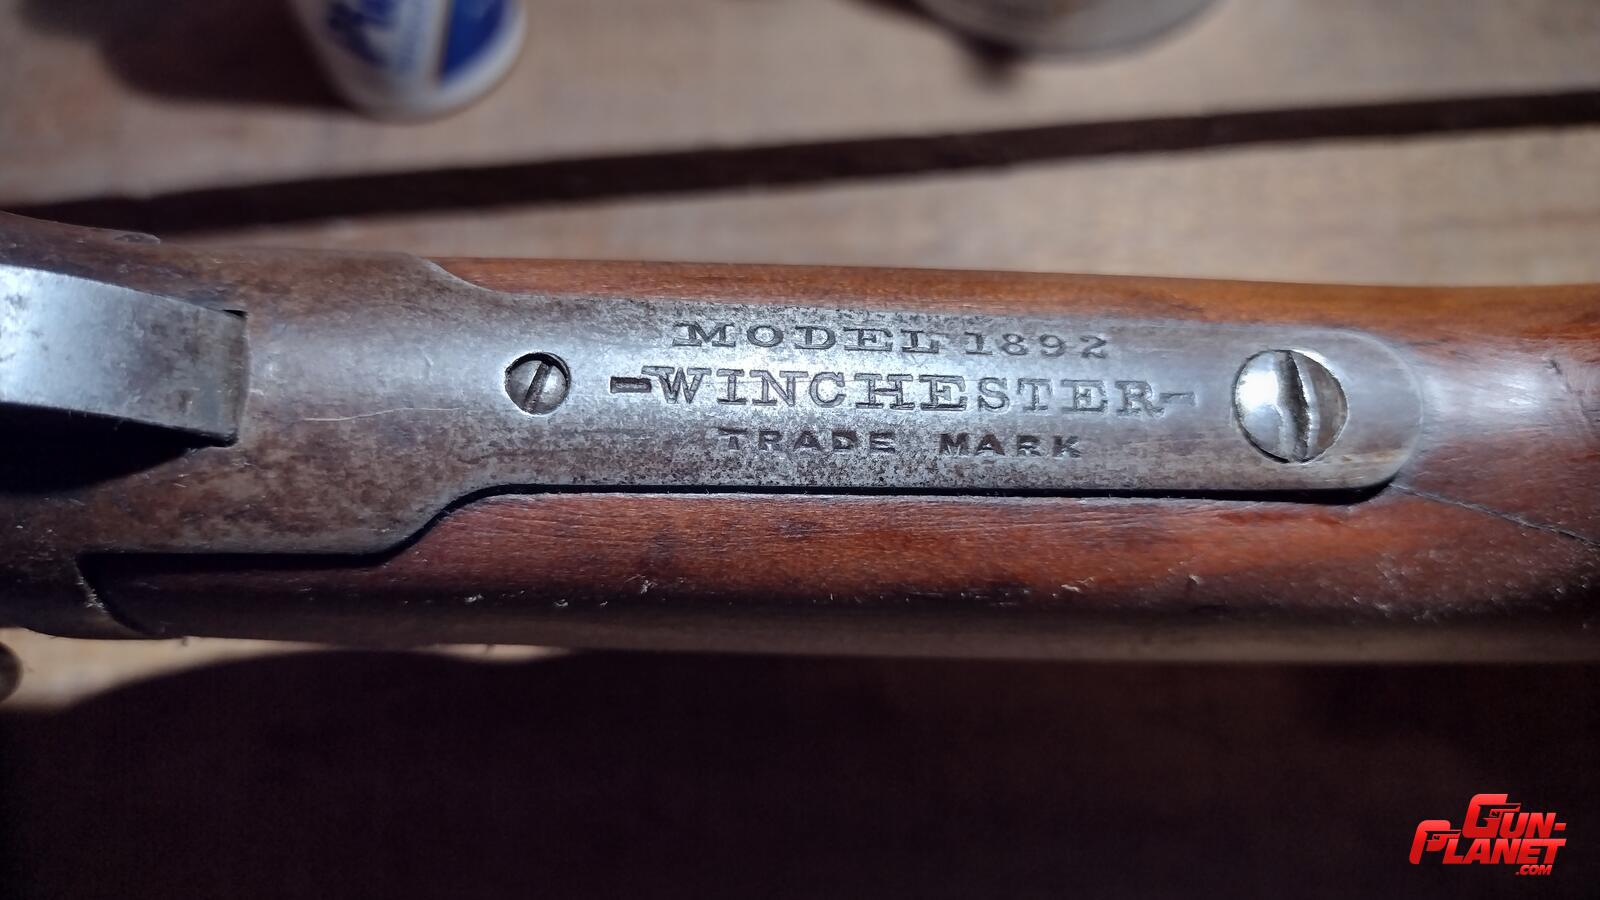 MODEL 1892
-WINCHESTER-
TRADE MARK
GUN-
PLANET
.COM